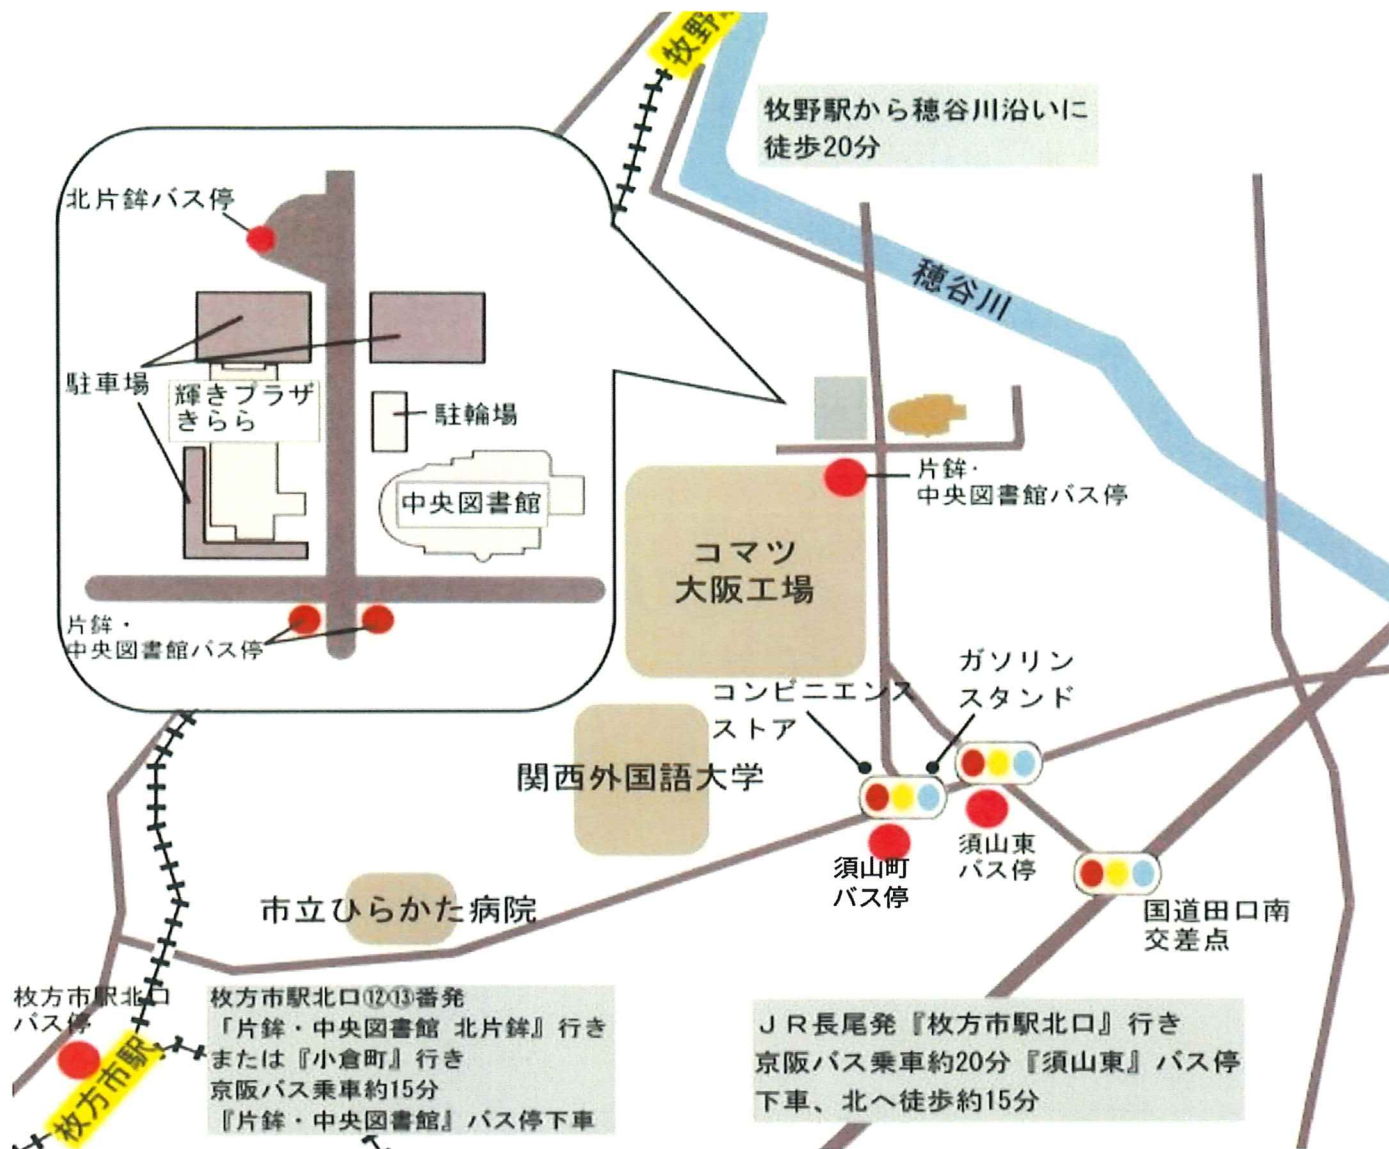 牧野
牧野駅から穂谷川沿いに
徒歩20分
北片鉾バス停
穂谷川
駐車場
輝きプラザ
きらら
駐輪場
中央図書館
片鉾・
中央図書館バス停
片鉾・
中央図書館バス停
コマツ
大阪工場
ガソリン
スタンド
コンビニエンス
ストア
関西外国語大学
須山町
バス停
須山東
バス停
市立ひらかた病院
国道田口南
交差点
枚方市駅北口
バス停
枚方市駅
枚方市駅北口⑫⑬番発
「片鉾・中央図書館 北片鉾』行き
または『小倉町』行き
京阪バス乗車約15分
『片鉾・中央図書館』バス停下車
ＪＲ長尾発『枚方市駅北口』行き
京阪バス乗車約20分『須山東』バス停
下車、北へ徒歩約15分